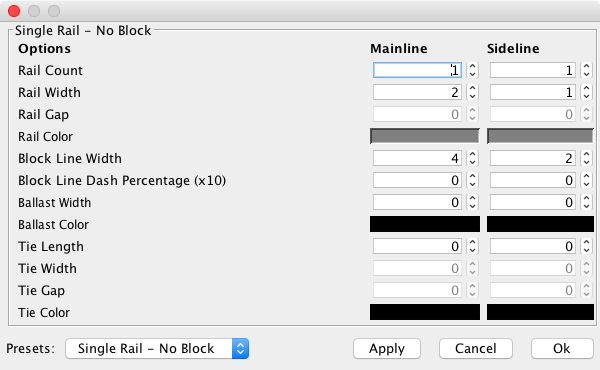 Single Rail – No Block
Options Mainline Sideline
Rail Count 1 1
Rail Width 2 1
Rail Gap 0 0
Rail Color
Block Line Width 4 2
Block Line Dash Percentage (x10) 0 0
Ballast Width 0 0
Ballast Color
Tie Length 0 0
Tie Width 0 0
Tie Gap 0 0
Tie Color
Presets: Single Rail – No Block Apply Cancel Ok